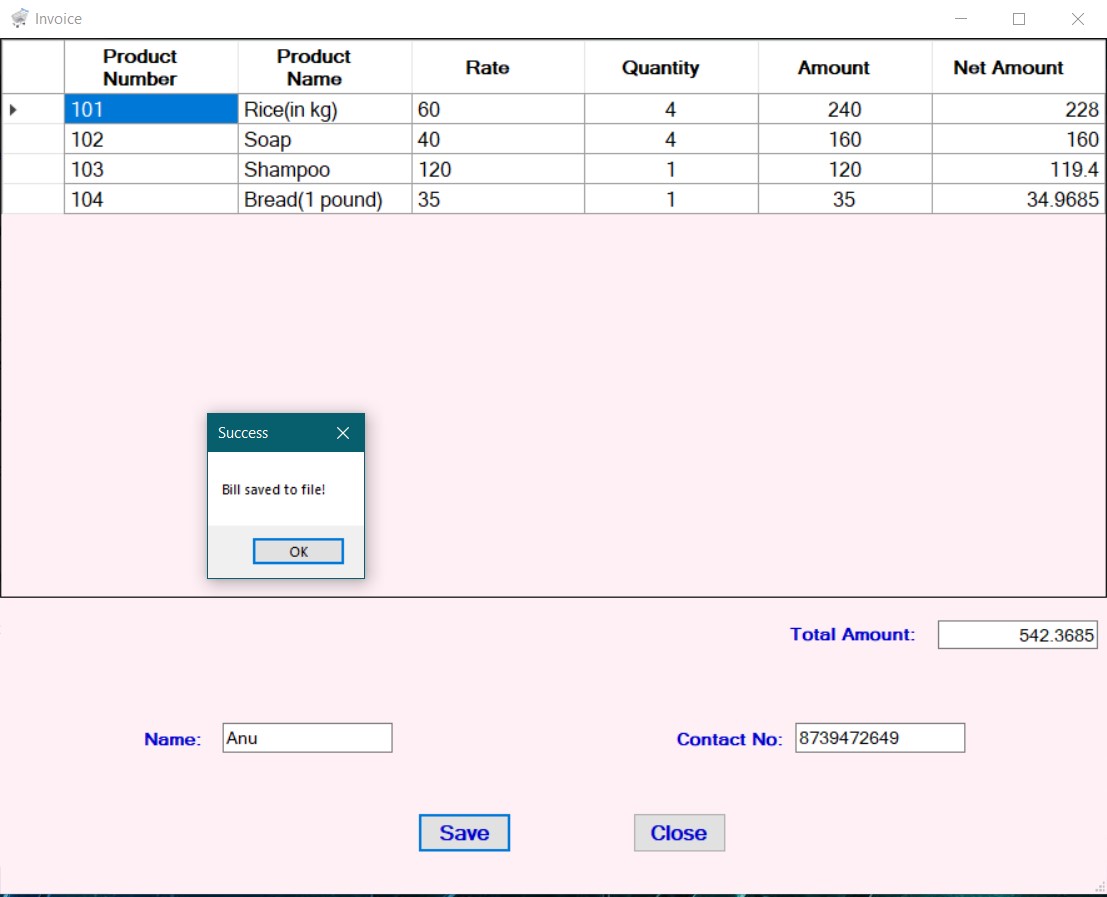 Invoice
Product Number Product Name Rate Quantity Amount Net Amount
101 Rice(in kg) 60 4 240 228
102 Soap 40 4 160 160
103 Shampoo 120 1 120 119.4
104 Bread(1 pound) 35 1 35 34.9685
Success
Bill saved to file!
OK
Total Amount: 542.3685
Name: Anu Contact No: 8739472649
Save Close